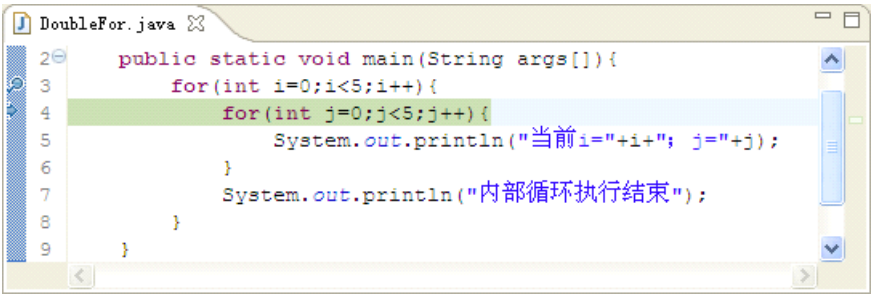 DoubleFor.java
2 public static void main(String args[]){
3 for(int i=0;i<5;i++){
4 for(int j=0;j<5;j++){
5 System.out.println("当前i="+i+"; j="+j);
6 }
7 System.out.println("内部循环执行结束");
8 }
9 }